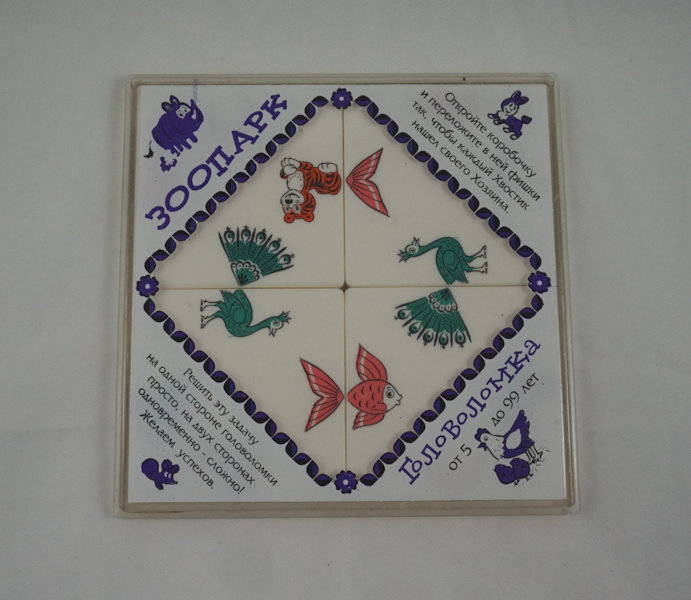 ЗООПАРК
Откройте коробочку
и переложите в ней фишки
так, чтобы каждый Хвостик
нашел своего Хозяина.
Решить эту задачу
на одной стороне головоломки
просто, на двух сторонах
одновременно - сложно!
Желаем успехов.
ГОЛОВОЛОМКА
от 5 до 99 лет